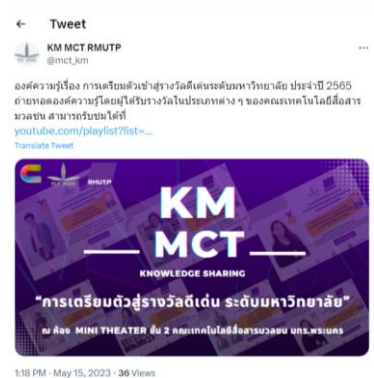 Tweet
KM MCT RMUTP
@mct_km
องค์ความรู้เรื่อง การเตรียมตัวเข้าสู่รางวัลดีเด่นระดับมหาวิทยาลัย ประจำปี 2565
ถ่ายทอดองค์ความรู้โดยผู้ได้รับรางวัลในประเภทต่าง ๆ ของคณะเทคโนโลยีสื่อสาร
มวลชน สามารถรับชมได้ที่
youtube.com/playlist?list=...
Translate Tweet
RMUTP
KM
MCT
KNOWLEDGE SHARING
“การเตรียมตัวสู่รางวัลดีเด่น ระดับมหาวิทยาลัย”
ณ ห้อง MINI THEATER ชั้น 2 คณะเทคโนโลยีสื่อสารมวลชน มทร.พระนคร
1:18 PM · May 15, 2023 · 36 Views